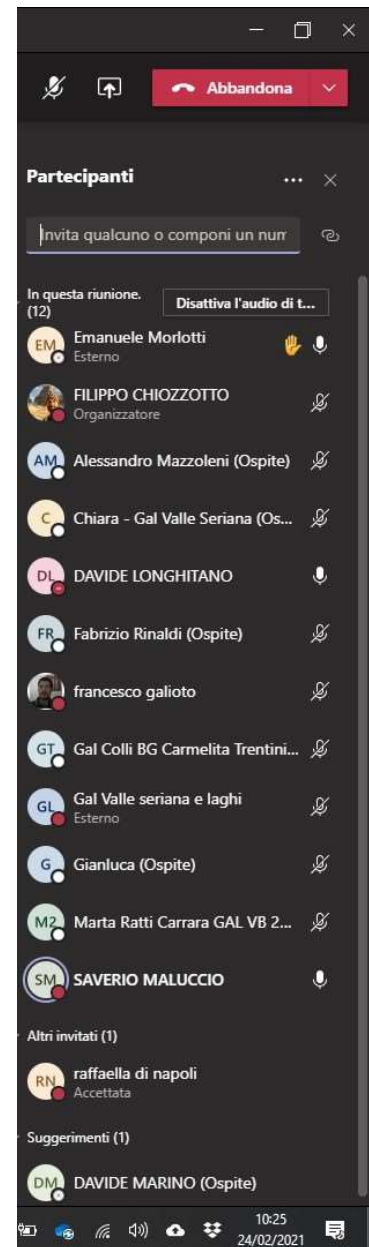 Abbandona
Partecipanti
Invita qualcuno o componi un num
In questa riunione.
(12)
Disattiva l'audio di t...
EM
Emanuele Morlotti
Esterno
FILIPPO CHIOZZOTTO
Organizzatore
AM
Alessandro Mazzoleni (Ospite)
C
Chiara - Gal Valle Seriana (Os...
DL
DAVIDE LONGHITANO
FR
Fabrizio Rinaldi (Ospite)
francesco galioto
GT
Gal Colli BG Carmelita Trentini...
GL
Gal Valle seriana e laghi
Esterno
G
Gianluca (Ospite)
M2
Marta Ratti Carrara GAL VB 2...
SM
SAVERIO MALUCCIO
Altri invitati (1)
RN
raffaella di napoli
Accettata
Suggerimenti (1)
DM
DAVIDE MARINO (Ospite)
10:25
24/02/2021